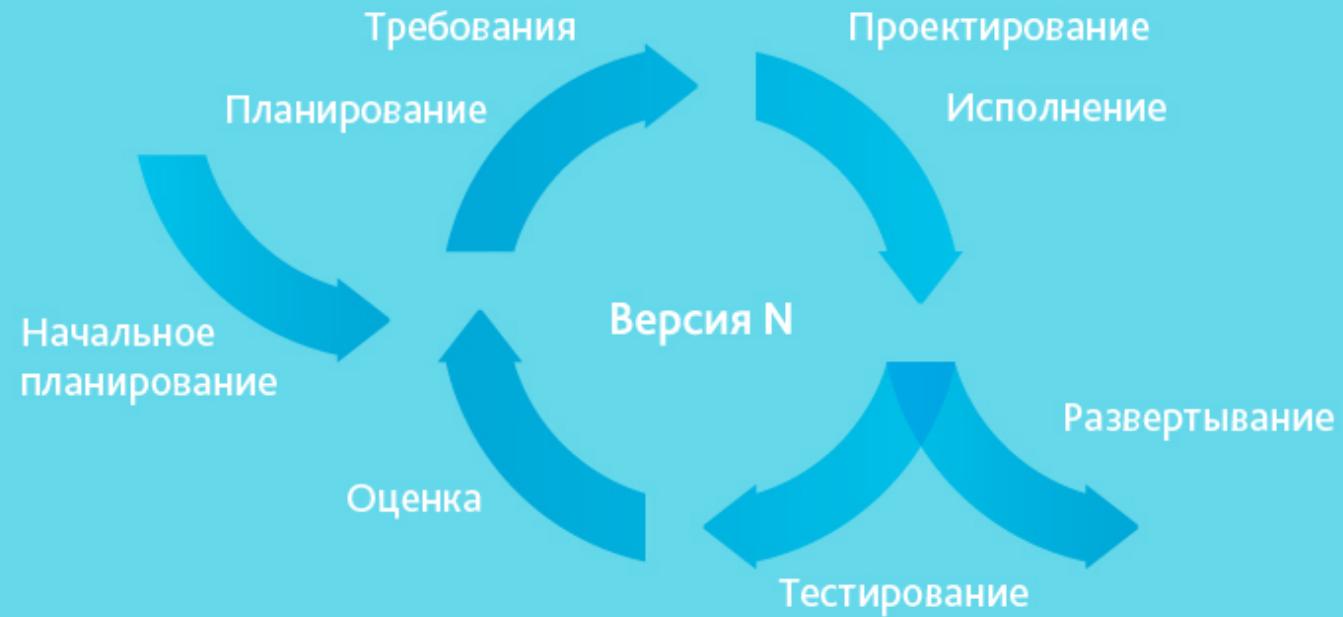 Требования
Проектирование
Планирование
Исполнение
Версия N
Начальное
планирование
Развертывание
Оценка
Тестирование